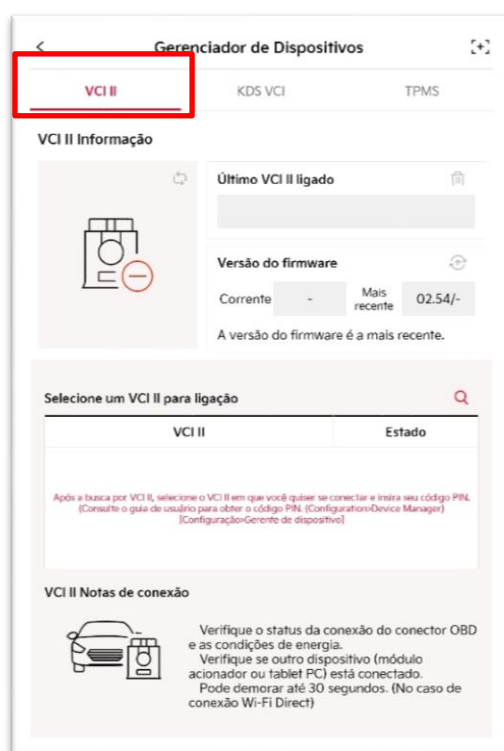 Gerenciador de Dispositivos
VCI II
KDS VCI
TPMS
VCI II Informação
Último VCI II ligado
Versão do firmware
Corrente
-
Mais
recente
02.54/-
A versão do firmware é a mais recente.
Selecione um VCI II para ligação
VCI II
Estado
Após a busca por VCI II, selecione o VCI II em que você quiser se conectar e insira seu código PIN.
(Consulte o guia de usuário para obter o código PIN. (Configuration>Device Manager)
[Configuração>Gerente de dispositivo]
VCI II Notas de conexão
Verifique o status da conexão do conector OBD
e as condições de energia.
Verifique se outro dispositivo (módulo
acionador ou tablet PC) está conectado.
Pode demorar até 30 segundos. (No caso de
conexão Wi-Fi Direct)